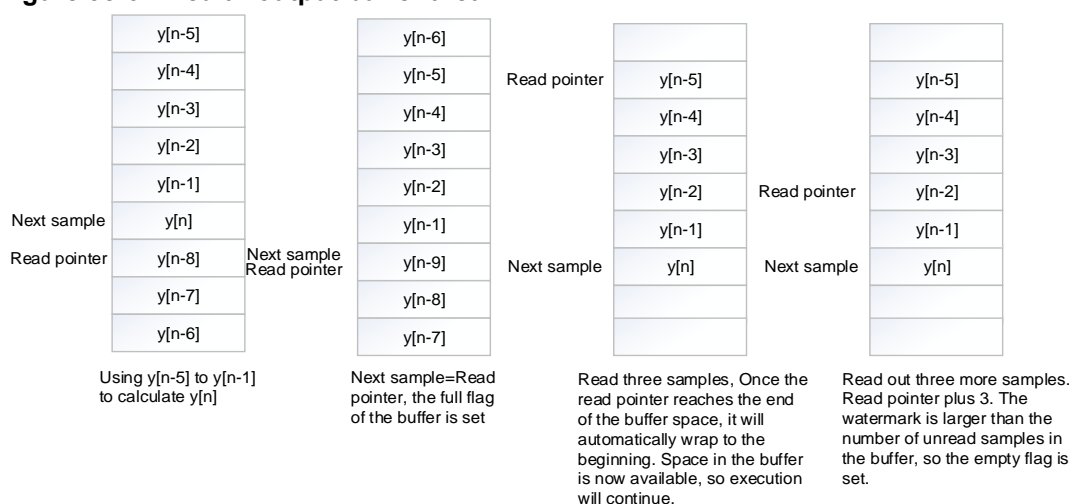 y[n-5]
y[n-4]
y[n-3]
y[n-2]
y[n-1]
Next sample
y[n]
Read pointer
y[n-8]
y[n-7]
y[n-6]
Using y[n-5] to y[n-1]
to calculate y[n]
y[n-6]
y[n-5]
y[n-4]
y[n-3]
y[n-2]
y[n-1]
Next sample
Read pointer
y[n-9]
y[n-8]
y[n-7]
Next sample=Read
pointer, the full flag
of the buffer is set
Read pointer
y[n-5]
y[n-4]
y[n-3]
y[n-2]
y[n-1]
Next sample
y[n]
Read three samples, Once the
read pointer reaches the end
of the buffer space, it will
automatically wrap to the
beginning. Space in the buffer
is now available, so execution
will continue.
y[n-5]
y[n-4]
y[n-3]
Read pointer
y[n-2]
y[n-1]
Next sample
y[n]
Read out three more samples.
Read pointer plus 3. The
watermark is larger than the
number of unread samples in
the buffer, so the empty flag is
set.